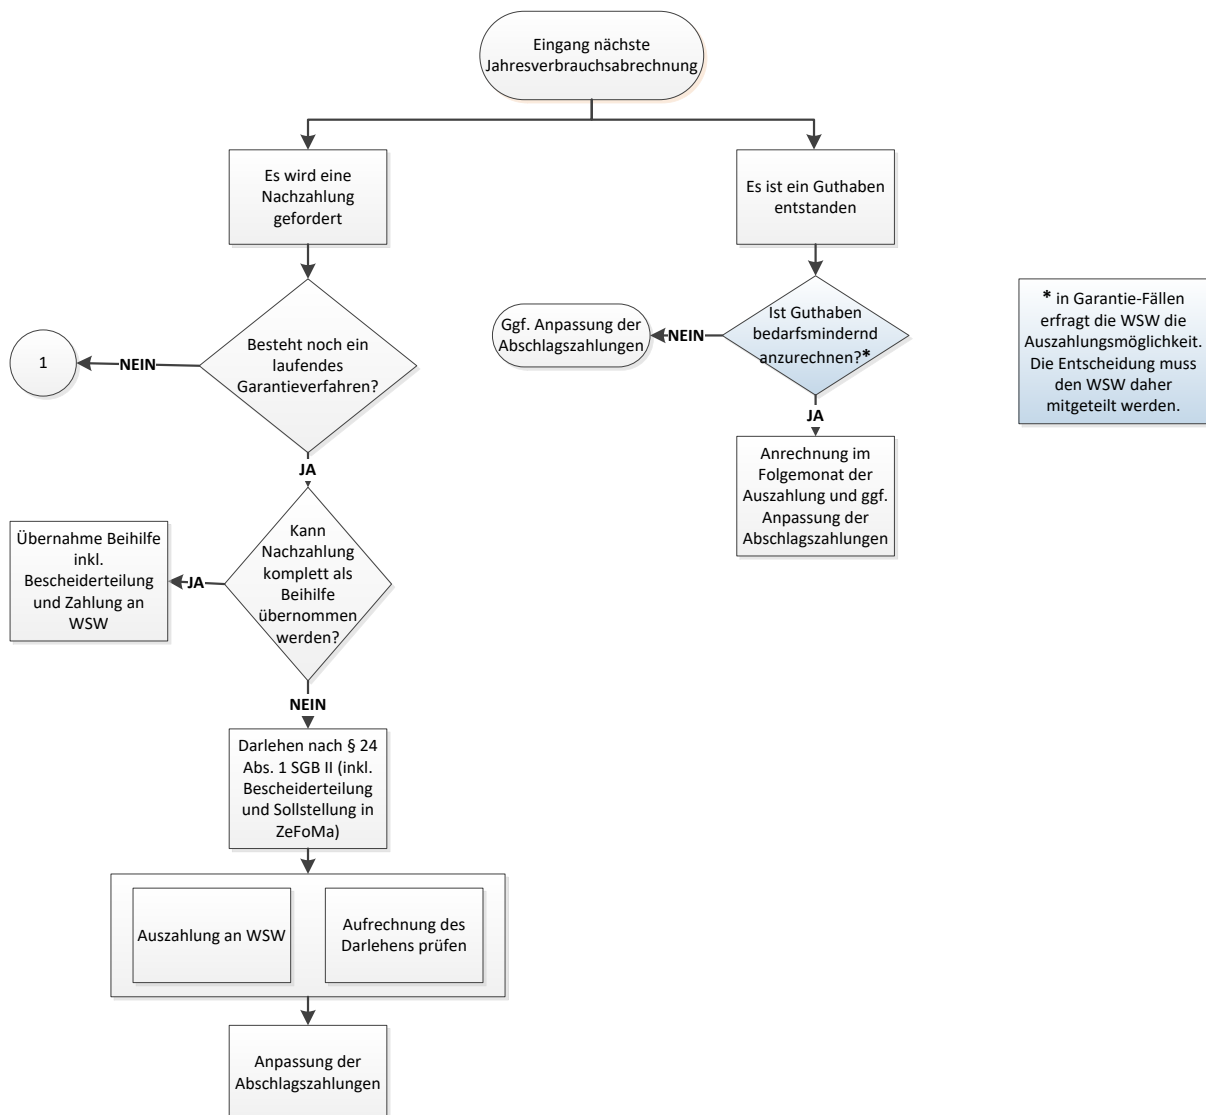 Eingang nächste
Jahresverbrauchsabrechnung
Es wird eine
Nachzahlung
gefordert
Es ist ein Guthaben
entstanden
Besteht noch ein
laufendes
Garantieverfahren?
NEIN
1
JA
Ist Guthaben
bedarfsmindernd
anzurechnen?*
NEIN
Ggf. Anpassung der
Abschlagszahlungen
JA
Anrechnung im
Folgemonat der
Auszahlung und ggf.
Anpassung der
Abschlagszahlungen
* in Garantie-Fällen
erfragt die WSW die
Auszahlungsmöglichkeit.
Die Entscheidung muss
den WSW daher
mitgeteilt werden.
Kann
Nachzahlung
komplett als
Beihilfe
übernommen
werden?
JA
Übernahme Beihilfe
inkl.
Bescheiderteilung
und Zahlung an
WSW
NEIN
Darlehen nach § 24
Abs. 1 SGB II (inkl.
Bescheiderteilung
und Sollstellung in
ZeFoMa)
Auszahlung an WSW
Aufrechnung des
Darlehens prüfen
Anpassung der
Abschlagszahlungen